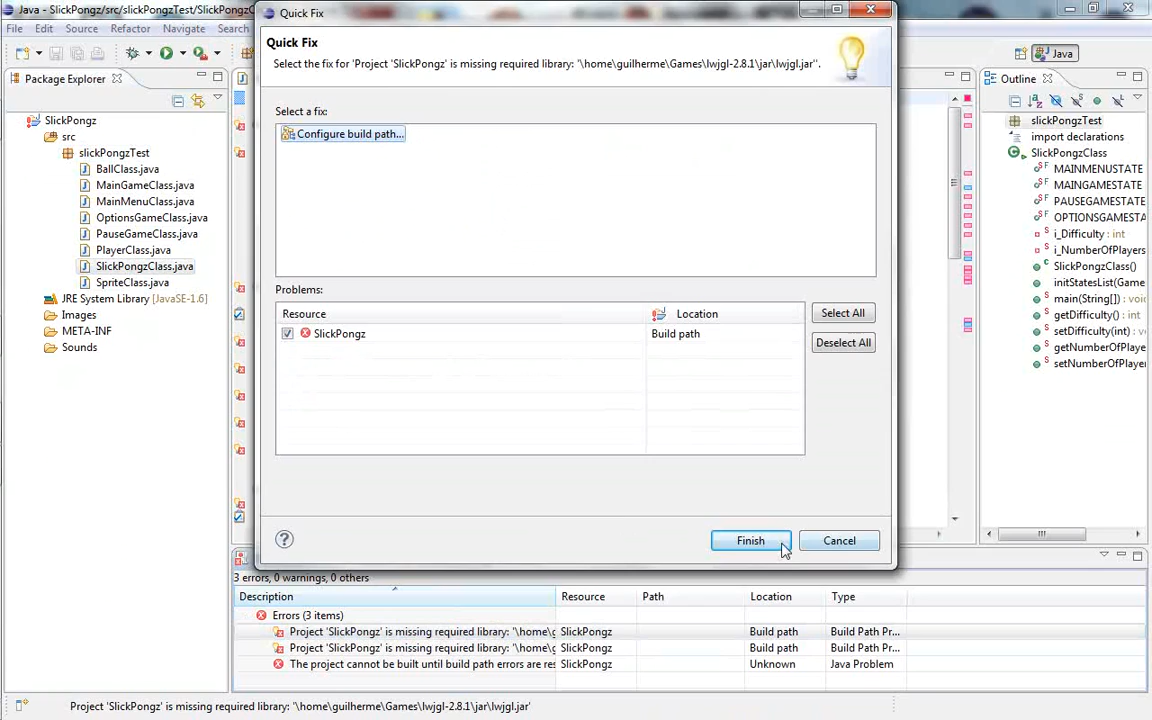 Java - SlickPongz/src/slickPongzTest/SlickPongzC
Quick Fix
File Edit Source Refactor Navigate Search
Quick Fix
Select the fix for 'Project 'SlickPongz' is missing required library: '\home\guilherme\Games\lwjgl-2.8.1\jar\lwjgl.jar''.
Java
Package Explorer
Outline
Select a fix:
Configure build path...
SlickPongz
src
slickPongzTest
BallClass.java
MainGameClass.java
MainMenuClass.java
OptionsGameClass.java
PauseGameClass.java
PlayerClass.java
SlickPongzClass.java
SpriteClass.java
JRE System Library [JavaSE-1.6]
Images
META-INF
Sounds
slickPongzTest
import declarations
SlickPongzClass
MAINMENUSTATE
MAINGAMESTATE
PAUSEGAMESTATE
OPTIONSGAMESTA
i_Difficulty : int
i_NumberOfPlayers
SlickPongzClass()
initStatesList(Game
main(String[]) : voi
getDifficulty() : int
setDifficulty(int) :
getNumberOfPlaye
setNumberOfPlaye
Problems:
Resource Location
SlickPongz Build path
Select All
Deselect All
Finish Cancel
3 errors, 0 warnings, 0 others
Description Resource Path Location Type
Errors (3 items)
Project 'SlickPongz' is missing required library: '\home\g SlickPongz Build path Build Path Pr...
Project 'SlickPongz' is missing required library: '\home\g SlickPongz Build path Build Path Pr...
The project cannot be built until build path errors are res SlickPongz Unknown Java Problem
Project 'SlickPongz' is missing required library: '\home\guilherme\Games\lwjgl-2.8.1\jar\lwjgl.jar'